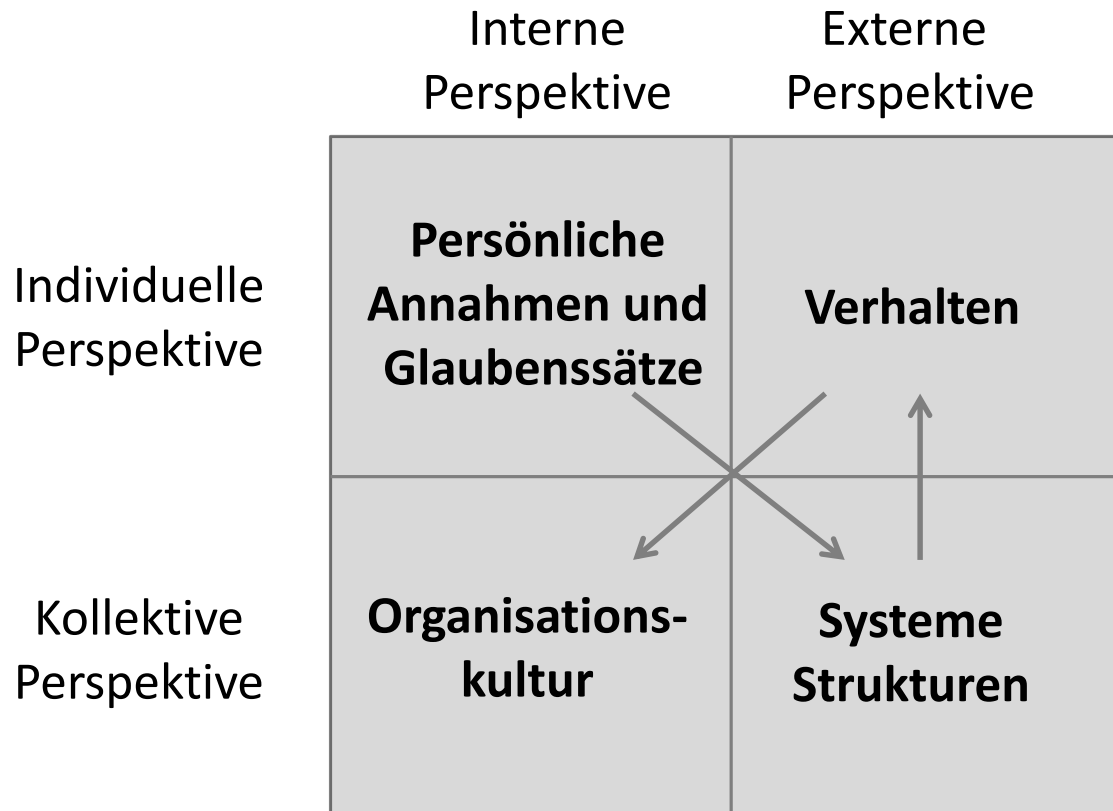 Interne
Perspektive
Externe
Perspektive
Individuelle
Perspektive
Persönliche
Annahmen und
Glaubenssätze
Verhalten
Kollektive
Perspektive
Organisations-
kultur
Systeme
Strukturen